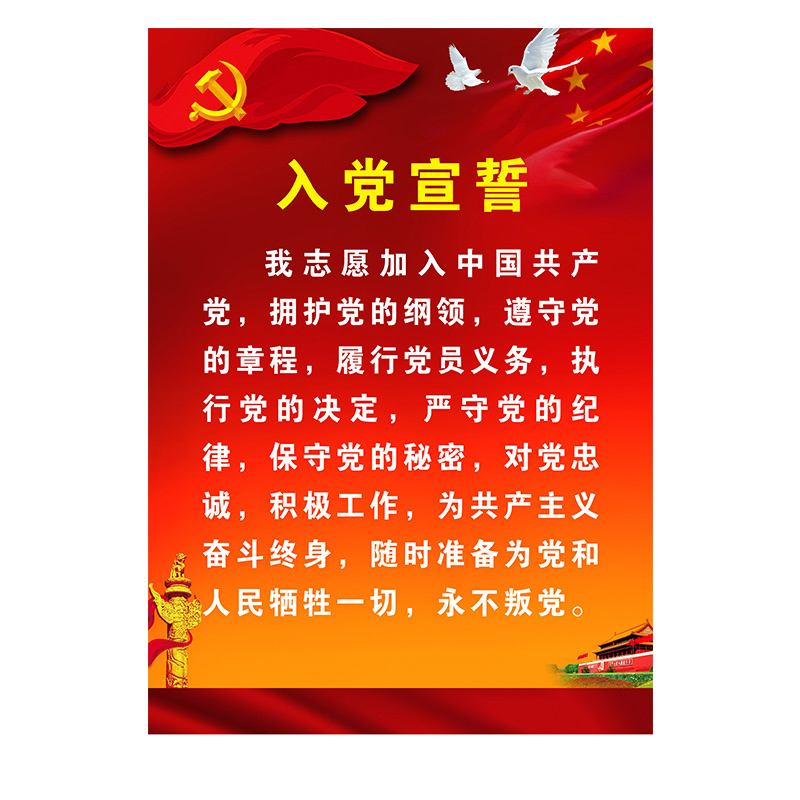 入党宣誓
我志愿加入中国共产
党，拥护党的纲领，遵守党
的章程，履行党员义务，执
行党的决定，严守党的纪
律，保守党的秘密，对党忠
诚，积极工作，为共产主义
奋斗终身，随时准备为党和
人民牺牲一切，永不叛党。